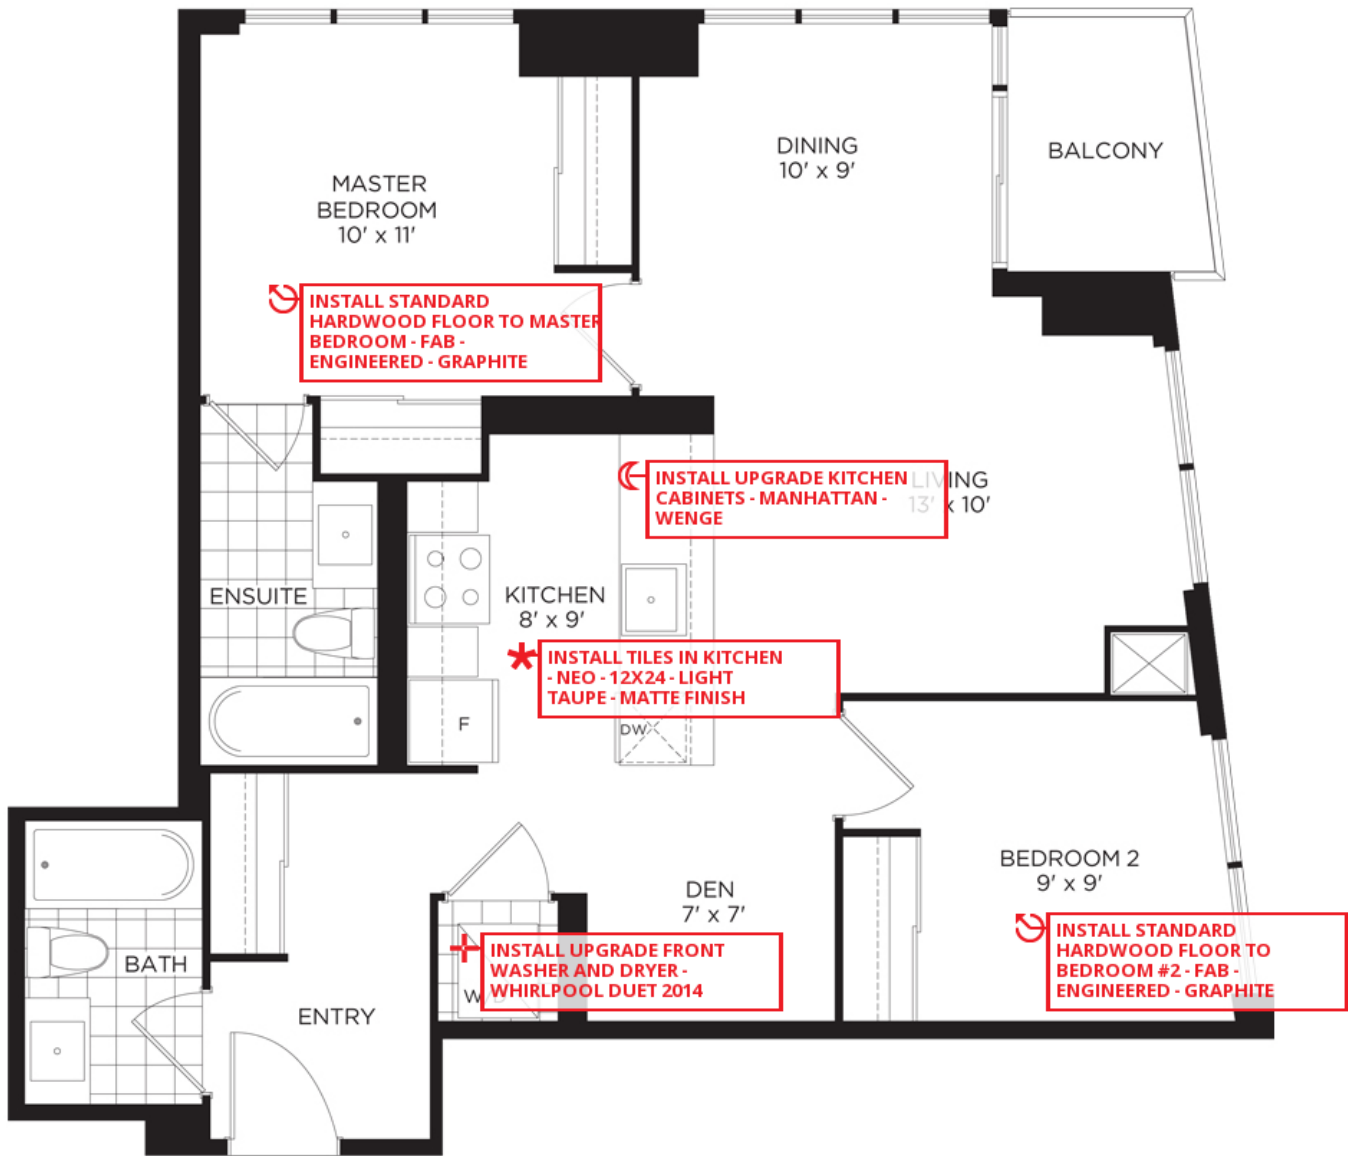 DINING
10' x 9'
BALCONY
MASTER
BEDROOM
10' x 11'
INSTALL STANDARD
HARDWOOD FLOOR TO MASTER
BEDROOM - FAB -
ENGINEERED - GRAPHITE
INSTALL UPGRADE KITCHEN
CABINETS - MANHATTAN -
WENGE
LIVING
13' x 10'
ENSUITE
KITCHEN
8' x 9'
INSTALL TILES IN KITCHEN
- NEO - 12X24 - LIGHT
TAUPE - MATTE FINISH
F
DW
BEDROOM 2
9' x 9'
DEN
7' x 7'
INSTALL STANDARD
HARDWOOD FLOOR TO
BEDROOM #2 - FAB -
ENGINEERED - GRAPHITE
INSTALL UPGRADE FRONT
WASHER AND DRYER -
WHIRLPOOL DUET 2014
W/D
BATH
ENTRY